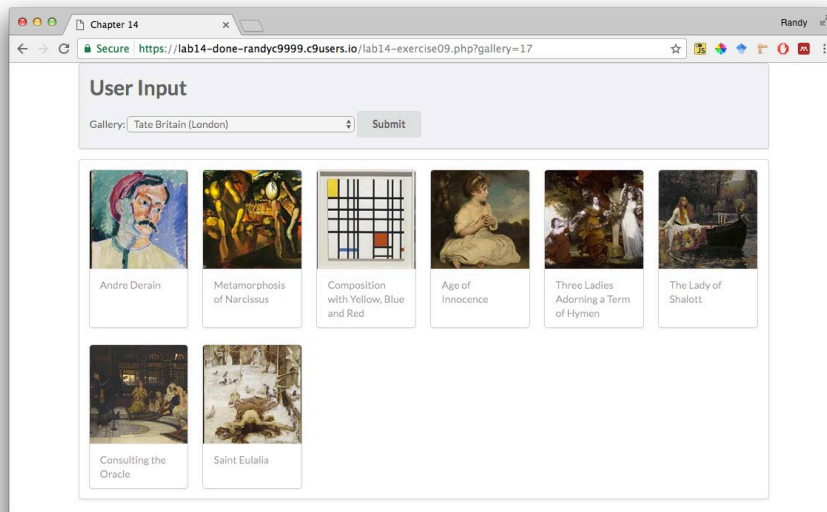 Chapter 14
Randy
Secure https://lab14-done-randyc9999.c9users.io/lab14-exercise09.php?gallery=17
User Input
Gallery: Tate Britain (London) Submit
Andre Derain
Metamorphosis
of Narcissus
Composition
with Yellow, Blue
and Red
Age of
Innocence
Three Ladies
Adorning a Term
of Hymen
The Lady of
Shalott
Consulting the
Oracle
Saint Eulalia